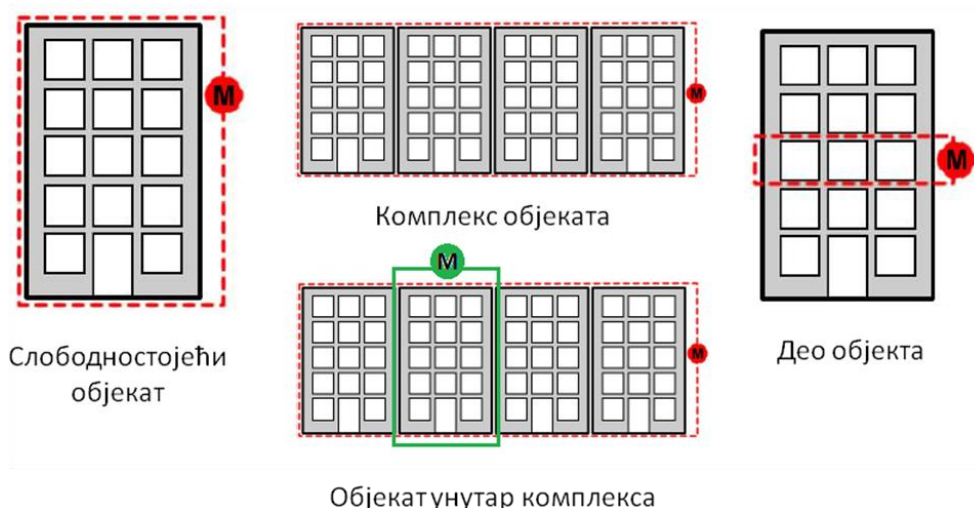 М
Слободностојећи
објекат
М
Комплекс објеката
М
М
Објекат унутар комплекса
М
Део објекта